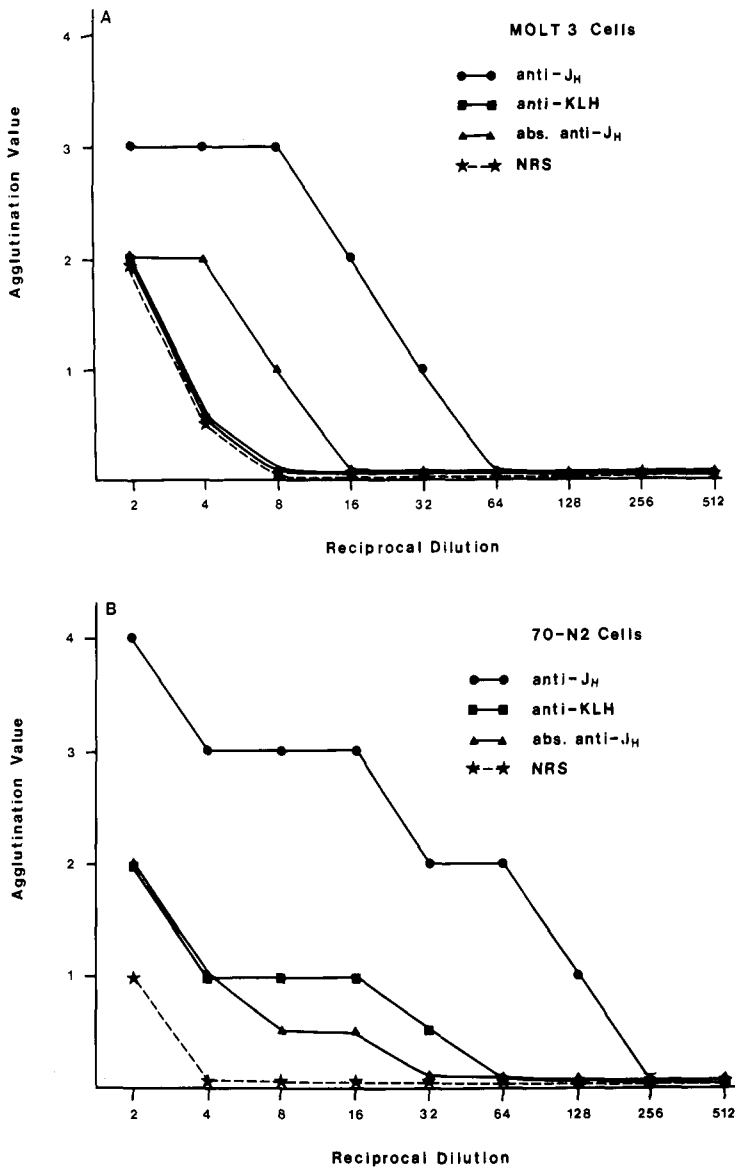 A
MOLT 3 Cells
anti-J_H
anti-KLH
abs. anti-J_H
NRS
4
3
2
1
Agglutination Value
2 4 8 16 32 64 128 256 512
Reciprocal Dilution
B
70-N2 Cells
anti-J_H
anti-KLH
abs. anti-J_H
NRS
4
3
2
1
Agglutination Value
2 4 8 16 32 64 128 256 512
Reciprocal Dilution